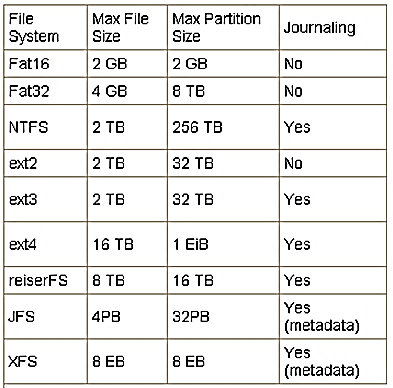 File System Max File Size Max Partition Size Journaling
Fat16 2 GB 2 GB No
Fat32 4 GB 8 TB No
NTFS 2 TB 256 TB Yes
ext2 2 TB 32 TB No
ext3 2 TB 32 TB Yes
ext4 16 TB 1 EiB Yes
reiserFS 8 TB 16 TB Yes
JFS 4PB 32PB Yes (metadata)
XFS 8 EB 8 EB Yes (metadata)